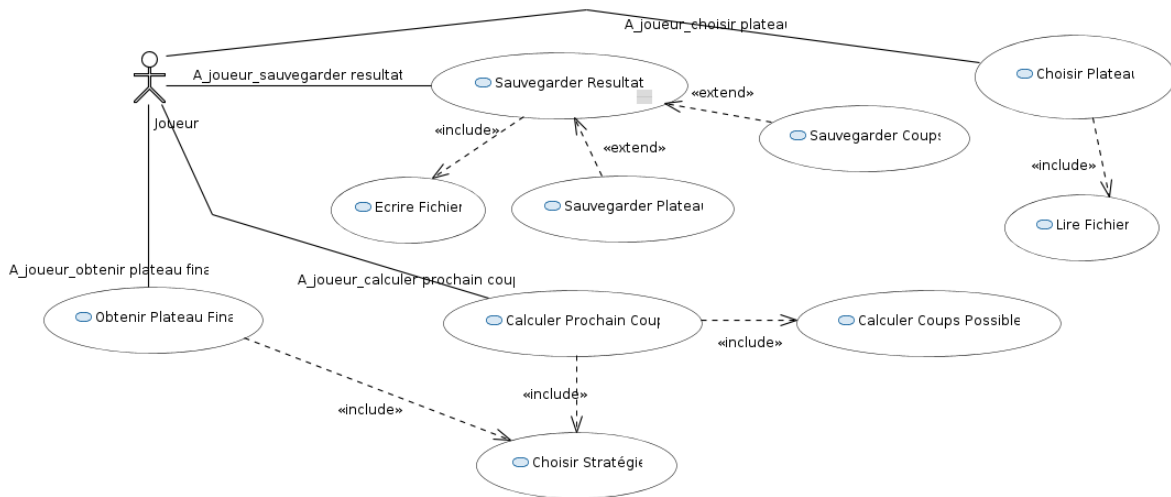 A_joueur_choisir plateau
A_joueur_sauvegarder resultat
Sauvegarder Resultat
Choisir Plateau
«extend»
Joueur
«include»
Sauvegarder Coups
«extend»
«include»
Ecrire Fichier
Sauvegarder Plateau
Lire Fichier
A_joueur_obtenir plateau fina
A_joueur_calculer prochain coup
Obtenir Plateau Fina
Calculer Prochain Coup
Calculer Coups Possible
«include»
«include»
«include»
Choisir Stratégie